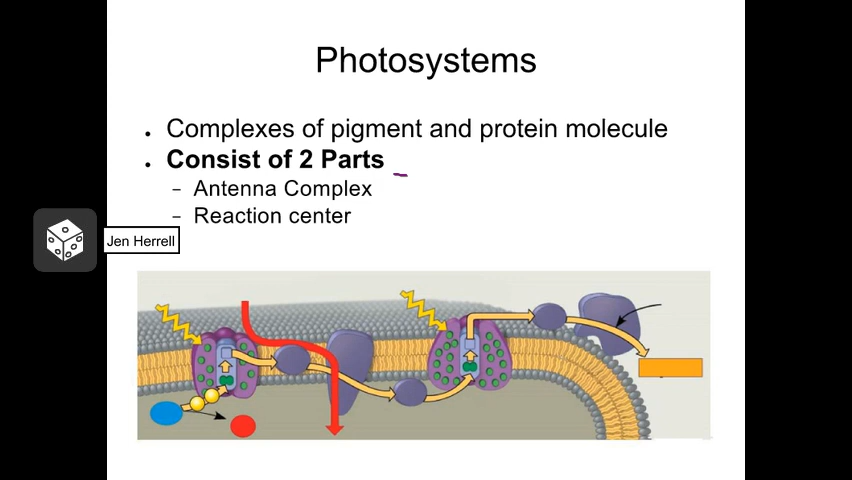 Photosystems
• Complexes of pigment and protein molecule
• Consist of 2 Parts
– Antenna Complex
– Reaction center
Jen Herrell